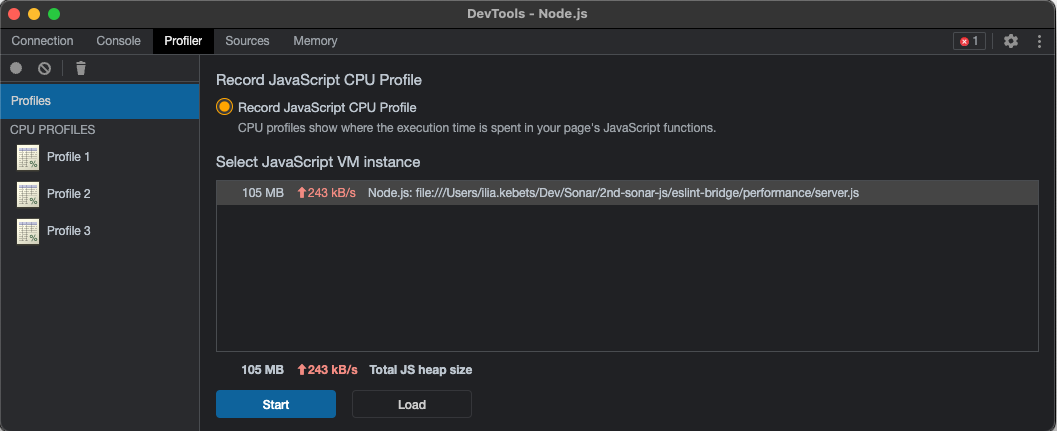 DevTools - Node.js
Connection Console Profiler Sources Memory 1
Profiles
CPU PROFILES
% Profile 1
% Profile 2
% Profile 3
Record JavaScript CPU Profile
Record JavaScript CPU Profile
CPU profiles show where the execution time is spent in your page's JavaScript functions.
Select JavaScript VM instance
105 MB 243 kB/s Node.js: file:///Users/ilia.kebets/Dev/Sonar/2nd-sonar-js/eslint-bridge/performance/server.js
105 MB 243 kB/s Total JS heap size
Start Load